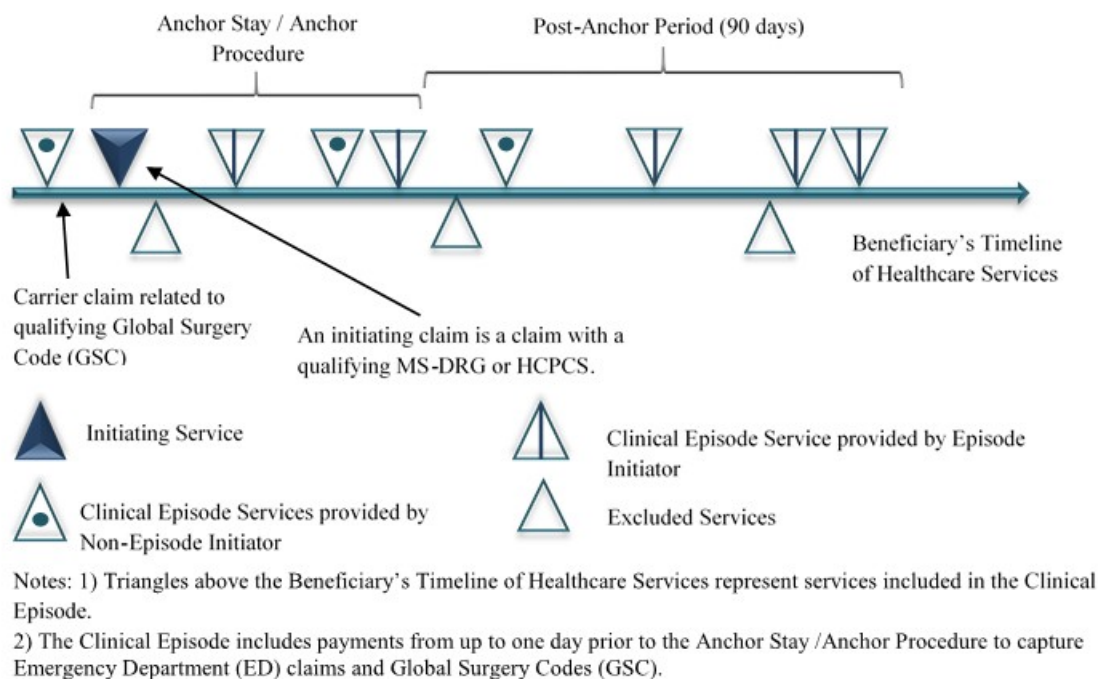 Anchor Stay / Anchor
Procedure
Post-Anchor Period (90 days)
Beneficiary's Timeline
of Healthcare Services
Carrier claim related to
qualifying Global Surgery
Code (GSC)
An initiating claim is a claim with a
qualifying MS-DRG or HCPCS.
Initiating Service
Clinical Episode Service provided by Episode
Initiator
Clinical Episode Services provided by
Non-Episode Initiator
Excluded Services
Notes: 1) Triangles above the Beneficiary's Timeline of Healthcare Services represent services included in the Clinical
Episode.
2) The Clinical Episode includes payments from up to one day prior to the Anchor Stay /Anchor Procedure to capture
Emergency Department (ED) claims and Global Surgery Codes (GSC).